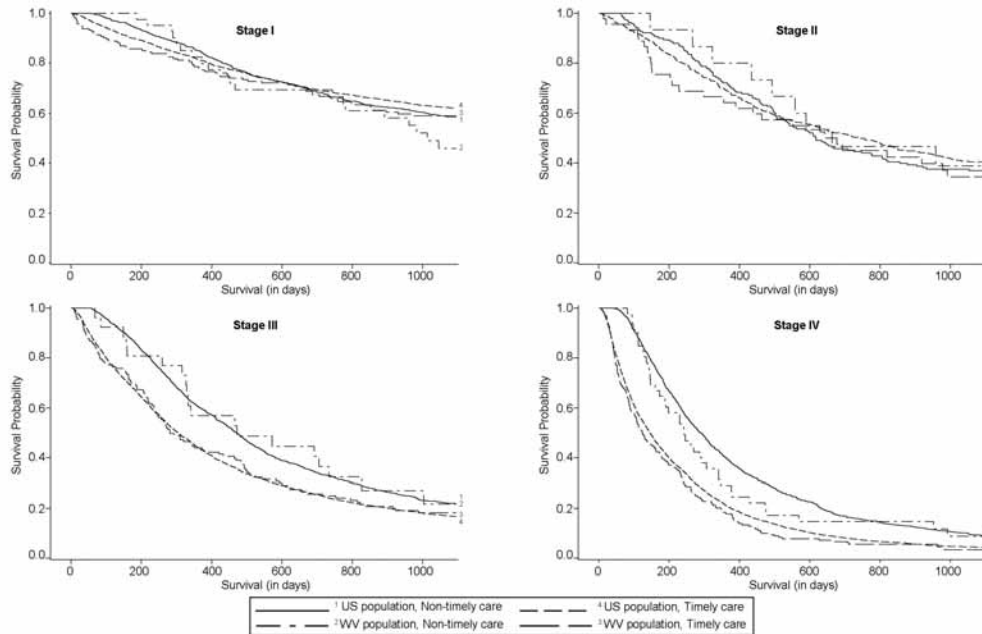 1.0
0.8
0.6
0.4
0.2
0.0
Survival Probability
Stage I
4
0 200 400 600 800 1000
Survival (in days)
1.0
0.8
0.6
0.4
0.2
0.0
Survival Probability
Stage II
0 200 400 600 800 1000
Survival (in days)
1.0
0.8
0.6
0.4
0.2
0.0
Survival Probability
Stage III
0 200 400 600 800 1000
Survival (in days)
1.0
0.8
0.6
0.4
0.2
0.0
Survival Probability
Stage IV
0 200 400 600 800 1000
Survival (in days)
¹ US population, Non-timely care ⁴ US population, Timely care
² WV population, Non-timely care ³ WV population, Timely care